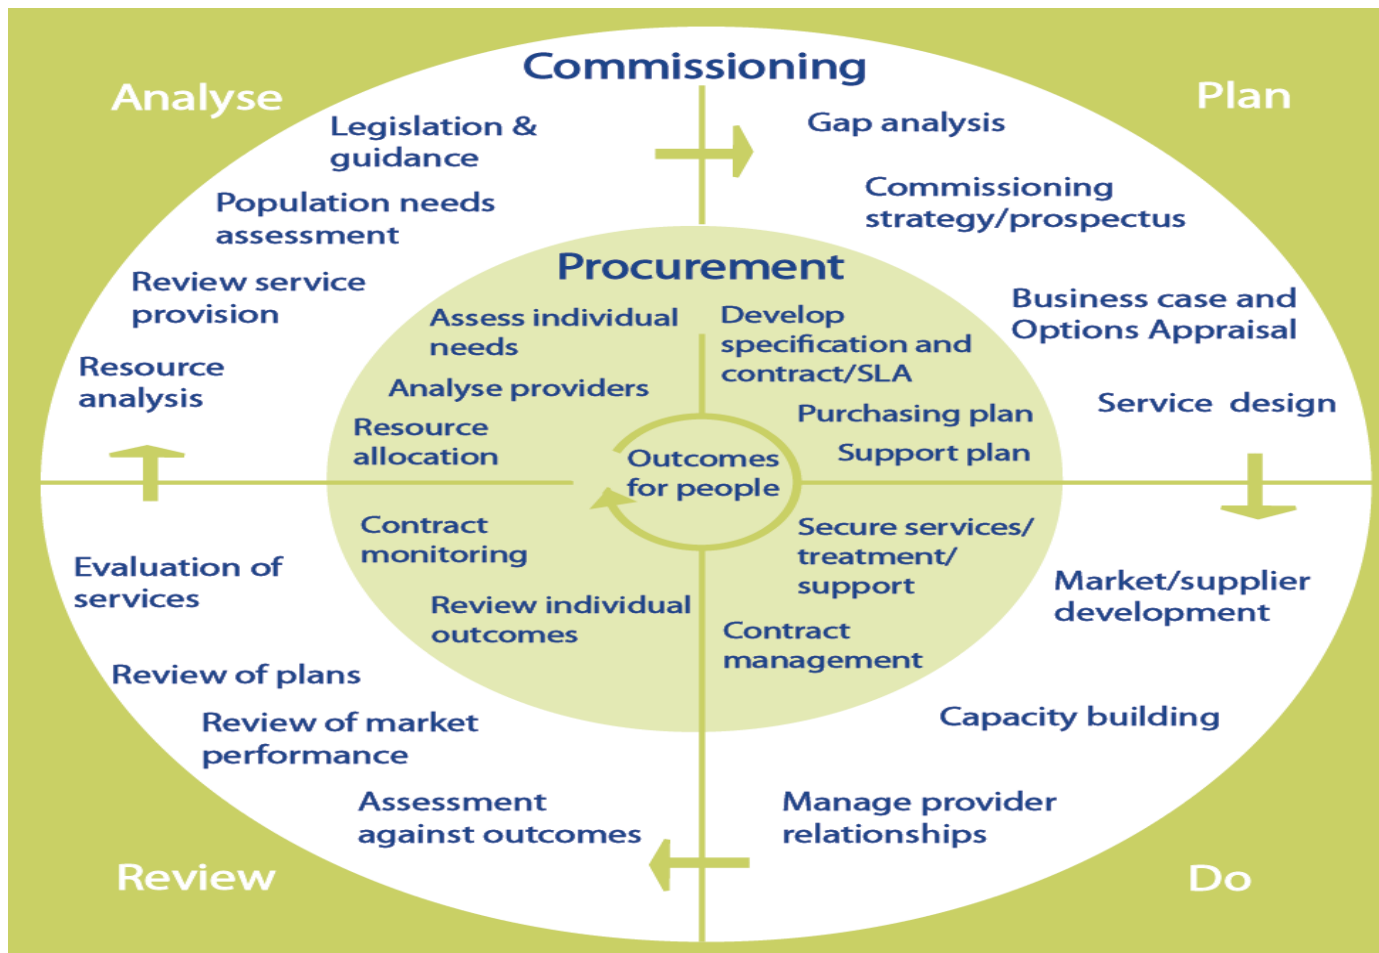 Commissioning
Analyse
Plan
Legislation &
guidance
Population needs
assessment
Review service
provision
Resource
analysis
Gap analysis
Commissioning
strategy/prospectus
Business case and
Options Appraisal
Service design
Procurement
Assess individual
needs
Analyse providers
Resource
allocation
Develop
specification and
contract/SLA
Purchasing plan
Support plan
Outcomes
for people
Contract
monitoring
Review individual
outcomes
Secure services/
treatment/
support
Contract
management
Evaluation of
services
Review of plans
Review of market
performance
Assessment
against outcomes
Market/supplier
development
Capacity building
Manage provider
relationships
Review
Do